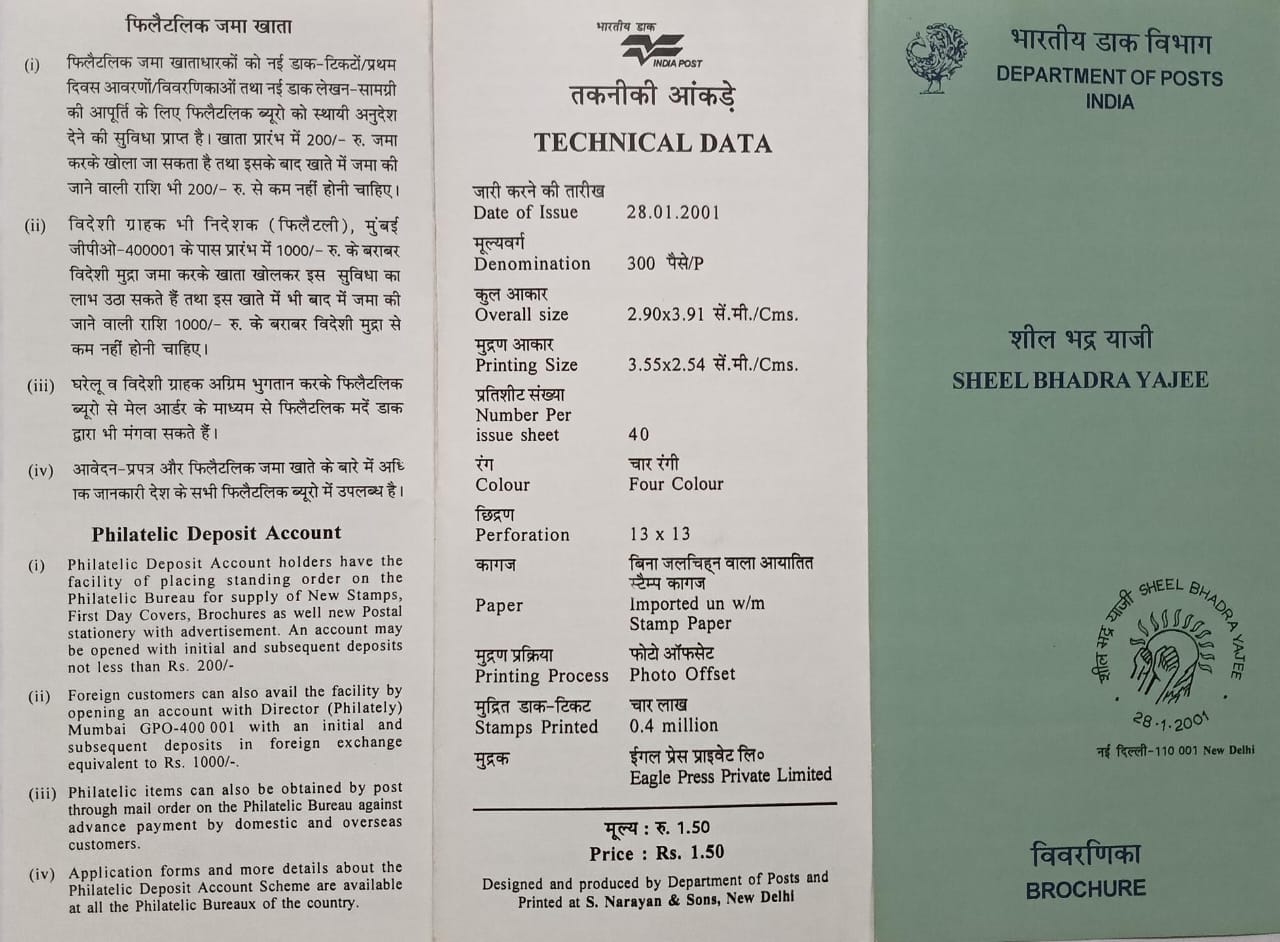 फिलैटलिक जमा खाता
(i) फिलैटलिक जमा खाताधारकों को नई डाक-टिकटों/प्रथम
दिवस आवरणों/विवरणिकाओं तथा नई डाक लेखन-सामग्री
की आपूर्ति के लिए फिलैटलिक ब्यूरो को स्थायी अनुदेश
देने की सुविधा प्राप्त है। खाता प्रारंभ में 200/- रु. जमा
करके खोला जा सकता है तथा इसके बाद खाते में जमा की
जाने वाली राशि भी 200/- रु. से कम नहीं होनी चाहिए।
(ii) विदेशी ग्राहक भी निदेशक (फिलैटली), मुंबई
जीपीओ-400001 के पास प्रारंभ में 1000/- रु. के बराबर
विदेशी मुद्रा जमा करके खाता खोलकर इस सुविधा का
लाभ उठा सकते हैं तथा इस खाते में भी बाद में जमा की
जाने वाली राशि 1000/- रु. के बराबर विदेशी मुद्रा से
कम नहीं होनी चाहिए।
(iii) घरेलू व विदेशी ग्राहक अग्रिम भुगतान करके फिलैटलिक
ब्यूरो से मेल आर्डर के माध्यम से फिलैटलिक मदें डाक
द्वारा भी मंगवा सकते हैं।
(iv) आवेदन-प्रपत्र और फिलैटलिक जमा खाते के बारे में अधि
ाक जानकारी देश के सभी फिलैटलिक ब्यूरो में उपलब्ध है।
Philatelic Deposit Account
(i) Philatelic Deposit Account holders have the
facility of placing standing order on the
Philatelic Bureau for supply of New Stamps,
First Day Covers, Brochures as well new Postal
stationery with advertisement. An account may
be opened with initial and subsequent deposits
not less than Rs. 200/-
(ii) Foreign customers can also avail the facility by
opening an account with Director (Philately)
Mumbai GPO-400 001 with an initial and
subsequent deposits in foreign exchange
equivalent to Rs. 1000/-.
(iii) Philatelic items can also be obtained by post
through mail order on the Philatelic Bureau against
advance payment by domestic and overseas
customers.
(iv) Application forms and more details about the
Philatelic Deposit Account Scheme are available
at all the Philatelic Bureaux of the country.
भारतीय डाक
INDIA POST
तकनीकी आंकड़े
TECHNICAL DATA
जारी करने की तारीख
Date of Issue 28.01.2001
मूल्यवर्ग
Denomination 300 पैसे/P
कुल आकार
Overall size 2.90x3.91 सें.मी./Cms.
मुद्रण आकार
Printing Size 3.55x2.54 सें.मी./Cms.
प्रतिशीट संख्या
Number Per
issue sheet 40
रंग चार रंगी
Colour Four Colour
छिद्रण
Perforation 13 x 13
कागज बिना जलचिह्न वाला आयातित
स्टैम्प कागज
Paper Imported un w/m
Stamp Paper
मुद्रण प्रक्रिया फोटो ऑफसेट
Printing Process Photo Offset
मुद्रित डाक-टिकट चार लाख
Stamps Printed 0.4 million
मुद्रक ईगल प्रेस प्राइवेट लि०
Eagle Press Private Limited
मूल्य : रु. 1.50
Price : Rs. 1.50
Designed and produced by Department of Posts and
Printed at S. Narayan & Sons, New Delhi
भारतीय डाक विभाग
DEPARTMENT OF POSTS
INDIA
शील भद्र याजी
SHEEL BHADRA YAJEE
शील भद्र याजी SHEEL BHADRA YAJEE
28.1.2001
नई दिल्ली-110 001 New Delhi
विवरणिका
BROCHURE